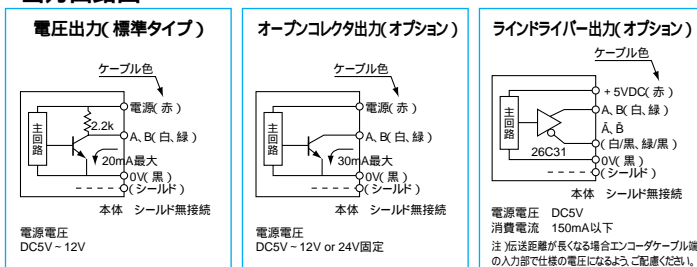 電圧出力(標準タイプ)
ケーブル色
電源(赤)
2.2k
主回路
A、B(白、緑)
20mA最大
0V(黒)
(シールド)
本体 シールド無接続
電源電圧
DC5V~12V
オープンコレクタ出力(オプション)
ケーブル色
電源(赤)
主回路
A、B(白、緑)
30mA最大
0V(黒)
(シールド)
本体 シールド無接続
電源電圧
DC5V~12V or 24V固定
ラインドライバー出力(オプション)
ケーブル色
+5VDC(赤)
主回路
A、B(白、緑)
Ā、B̄
(白/黒、緑/黒)
26C31
0V(黒)
(シールド)
本体 シールド無接続
電源電圧 DC5V
消費電流 150mA以下
注)伝送距離が長くなる場合エンコーダケーブル端
の入力部で仕様の電圧になるよう、ご配慮ください。